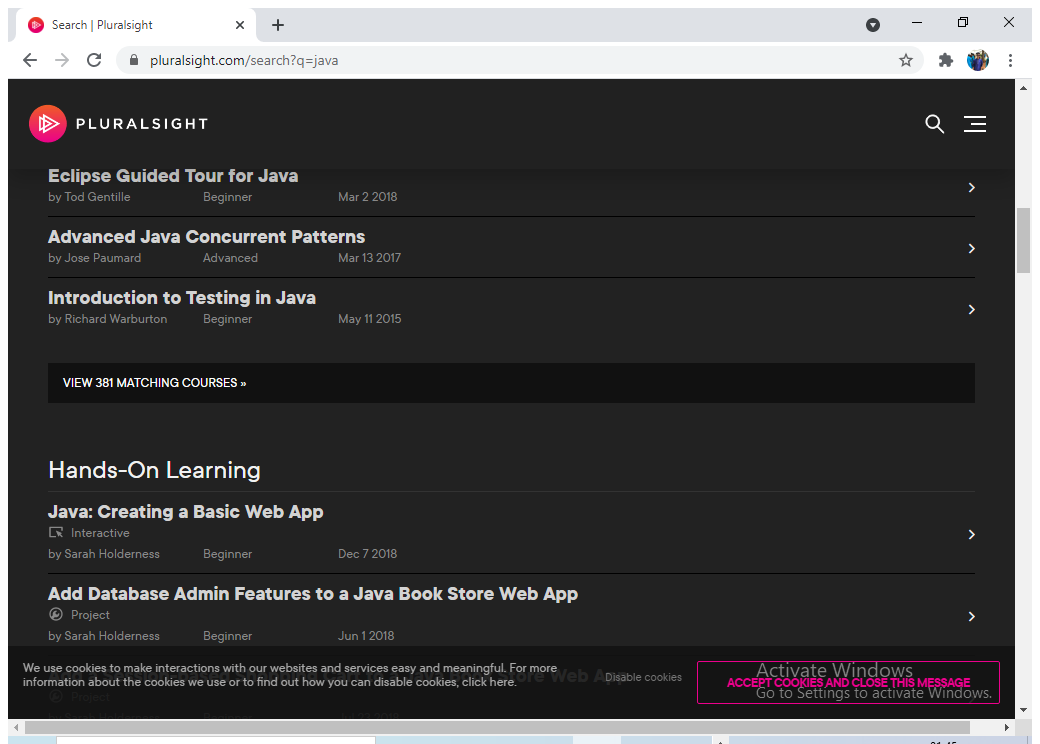 Search | Pluralsight
pluralsight.com/search?q=java
PLURALSIGHT
Eclipse Guided Tour for Java
by Tod Gentille Beginner Mar 2 2018
Advanced Java Concurrent Patterns
by Jose Paumard Advanced Mar 13 2017
Introduction to Testing in Java
by Richard Warburton Beginner May 11 2015
VIEW 381 MATCHING COURSES »
Hands-On Learning
Java: Creating a Basic Web App
Interactive
by Sarah Holderness Beginner Dec 7 2018
Add Database Admin Features to a Java Book Store Web App
Project
by Sarah Holderness Beginner Jun 1 2018
We use cookies to make interactions with our websites and services easy and meaningful. For more
information about the cookies we use or to find out how you can disable cookies, click here.
Disable cookies
ACCEPT COOKIES AND CLOSE THIS MESSAGE
Activate Windows
Go to Settings to activate Windows.
Store Web App
Project